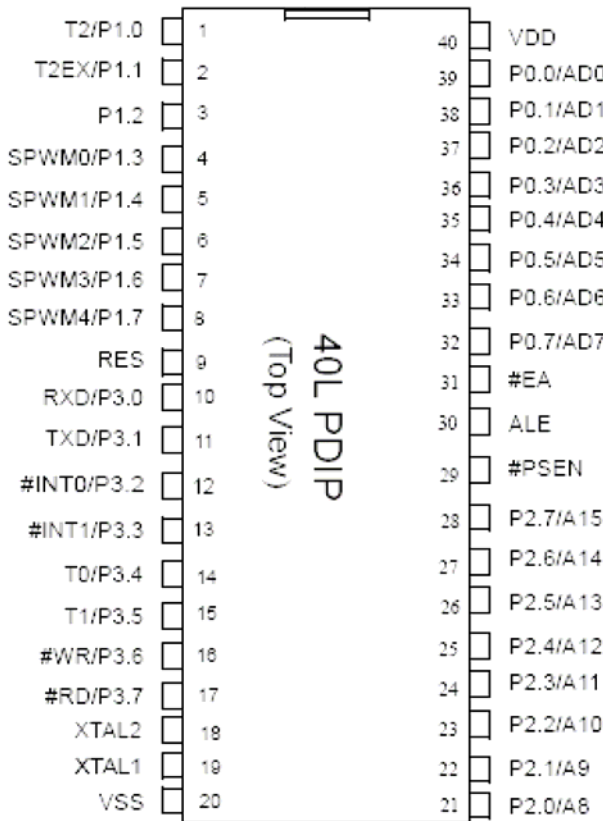 T2/P1.0 1
T2EX/P1.1 2
P1.2 3
SPWM0/P1.3 4
SPWM1/P1.4 5
SPWM2/P1.5 6
SPWM3/P1.6 7
SPWM4/P1.7 8
RES 9
RXD/P3.0 10
TXD/P3.1 11
#INT0/P3.2 12
#INT1/P3.3 13
T0/P3.4 14
T1/P3.5 15
#WR/P3.6 16
#RD/P3.7 17
XTAL2 18
XTAL1 19
VSS 20
40L PDIP
(Top View)
40 VDD
39 P0.0/AD0
38 P0.1/AD1
37 P0.2/AD2
36 P0.3/AD3
35 P0.4/AD4
34 P0.5/AD5
33 P0.6/AD6
32 P0.7/AD7
31 #EA
30 ALE
29 #PSEN
28 P2.7/A15
27 P2.6/A14
26 P2.5/A13
25 P2.4/A12
24 P2.3/A11
23 P2.2/A10
22 P2.1/A9
21 P2.0/A8